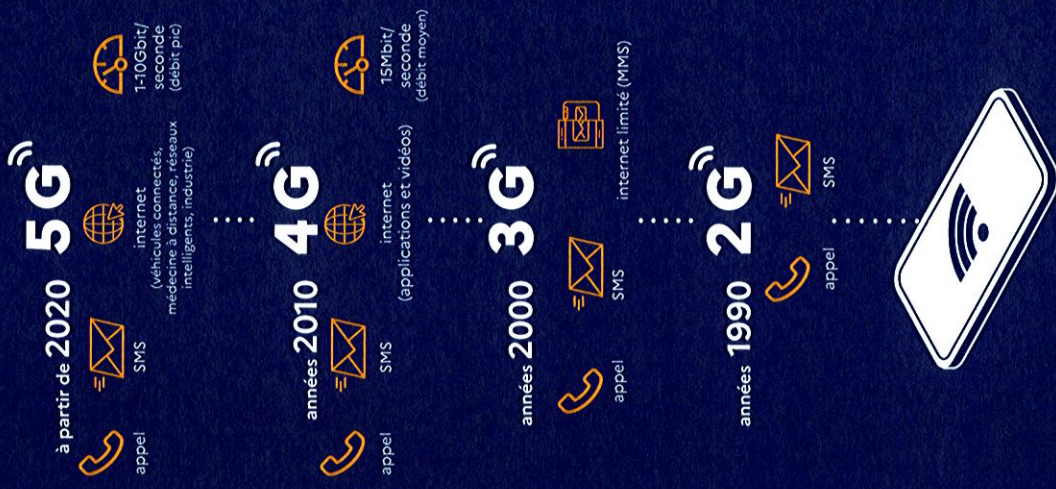 à partir de 2020 5G
appel
SMS
internet
(véhicules connectés,
médecine à distance, réseaux
intelligents, industrie)
1-10Gbit/
seconde
(débit pic)
années 2010 4G
appel
SMS
internet
(applications et vidéos)
15Mbit/
seconde
(débit moyen)
années 2000 3G
appel
SMS
internet limité (MMS)
années 1990 2G
appel
SMS